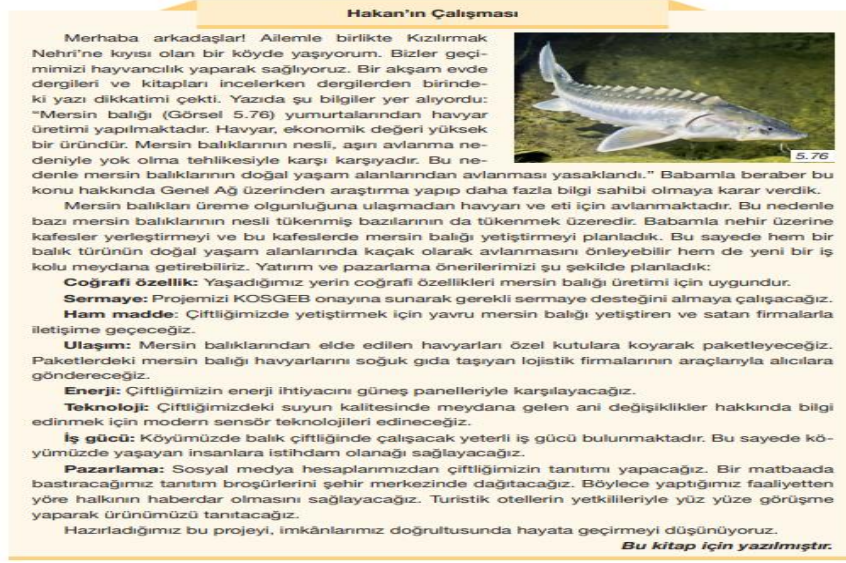 Hakan'ın Çalışması
Merhaba arkadaşlar! Ailemle birlikte Kızılırmak
Nehri'ne kıyısı olan bir köyde yaşıyorum. Bizler geçi-
mimizi hayvancılık yaparak sağlıyoruz. Bir akşam evde
dergileri ve kitapları incelerken dergilerden birinde-
ki yazı dikkatimi çekti. Yazıda şu bilgiler yer alıyordu:
"Mersin balığı (Görsel 5.76) yumurtalarından havyar
üretimi yapılmaktadır. Havyar, ekonomik değeri yüksek
bir üründür. Mersin balıklarının nesli, aşırı avlanma ne-
deniyle yok olma tehlikesiyle karşı karşıyadır. Bu ne-
5.76
denle mersin balıklarının doğal yaşam alanlarından avlanması yasaklandı." Babamla beraber bu
konu hakkında Genel Ağ üzerinden araştırma yapıp daha fazla bilgi sahibi olmaya karar verdik.
Mersin balıkları üreme olgunluğuna ulaşmadan havyarı ve eti için avlanmaktadır. Bu nedenle
bazı mersin balıklarının nesli tükenmiş bazılarının da tükenmek üzeredir. Babamla nehir üzerine
kafesler yerleştirmeyi ve bu kafeslerde mersin balığı yetiştirmeyi planladık. Bu sayede hem bir
balık türünün doğal yaşam alanlarında kaçak olarak avlanmasını önleyebilir hem de yeni bir iş
kolu meydana getirebiliriz. Yatırım ve pazarlama önerilerimizi şu şekilde planladık:
Coğrafi özellik: Yaşadığımız yerin coğrafi özellikleri mersin balığı üretimi için uygundur.
Sermaye: Projemizi KOSGEB onayına sunarak gerekli sermaye desteğini almaya çalışacağız.
Ham madde: Çiftliğimizde yetiştirmek için yavru mersin balığı yetiştiren ve satan firmalarla
iletişime geçeceğiz.
Ulaşım: Mersin balıklarından elde edilen havyarları özel kutulara koyarak paketleyeceğiz.
Paketlerdeki mersin balığı havyarlarını soğuk gıda taşıyan lojistik firmalarının araçlarıyla alıcılara
göndereceğiz.
Enerji: Çiftliğimizin enerji ihtiyacını güneş panelleriyle karşılayacağız.
Teknoloji: Çiftliğimizdeki suyun kalitesinde meydana gelen ani değişiklikler hakkında bilgi
edinmek için modern sensör teknolojileri edineceğiz.
İş gücü: Köyümüzde balık çiftliğinde çalışacak yeterli iş gücü bulunmaktadır. Bu sayede kö-
yümüzde yaşayan insanlara istihdam olanağı sağlayacağız.
Pazarlama: Sosyal medya hesaplarımızdan çiftliğimizin tanıtımı yapacağız. Bir matbaada
bastıracağımız tanıtım broşürlerini şehir merkezinde dağıtacağız. Böylece yaptığımız faaliyetten
yöre halkının haberdar olmasını sağlayacağız. Turistik otellerin yetkilileriyle yüz yüze görüşme
yaparak ürünümüzü tanıtacağız.
Hazırladığımız bu projeyi, imkânlarımız doğrultusunda hayata geçirmeyi düşünüyoruz.
Bu kitap için yazılmıştır.